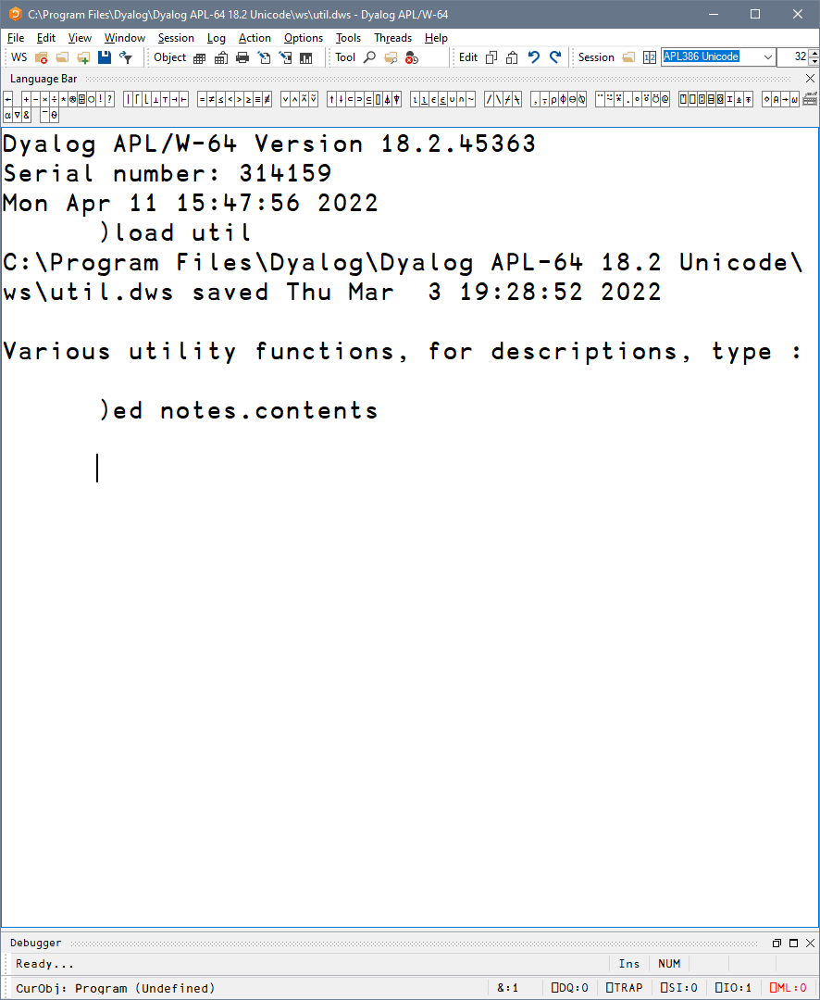 C:\Program Files\Dyalog\Dyalog APL-64 18.2 Unicode\ws\util.dws - Dyalog APL/W-64
File Edit View Window Session Log Action Options Tools Threads Help
WS Object Tool Edit Session APL386 Unicode 32
Language Bar
← +-×÷*⍟⌹○!? |⌈⌊⊥⊤⊣⊢ =≠≤<>≥≡≢ ∨∧⍲⍱ ↑↓⊂⊃⊆⌷⍋⍒ ⍳⍸∊⍷∪∩~ /\⌿⍀ ,⍪⍴⌽⊖⍉ ¨⍨⍣.∘⍤⍥@ ⍞⎕⍠⌸⌺⌶⍎⍕ ⋄⍝→⍵
⍺∇& ¯⍬
Dyalog APL/W-64 Version 18.2.45363
Serial number: 314159
Mon Apr 11 15:47:56 2022
)load util
C:\Program Files\Dyalog\Dyalog APL-64 18.2 Unicode\
ws\util.dws saved Thu Mar  3 19:28:52 2022
Various utility functions, for descriptions, type :
)ed notes.contents
Debugger
Ready... Ins NUM
CurObj: Program (Undefined) &:1 ⎕DQ:0 ⎕TRAP ⎕SI:0 ⎕IO:1 ⎕ML:0